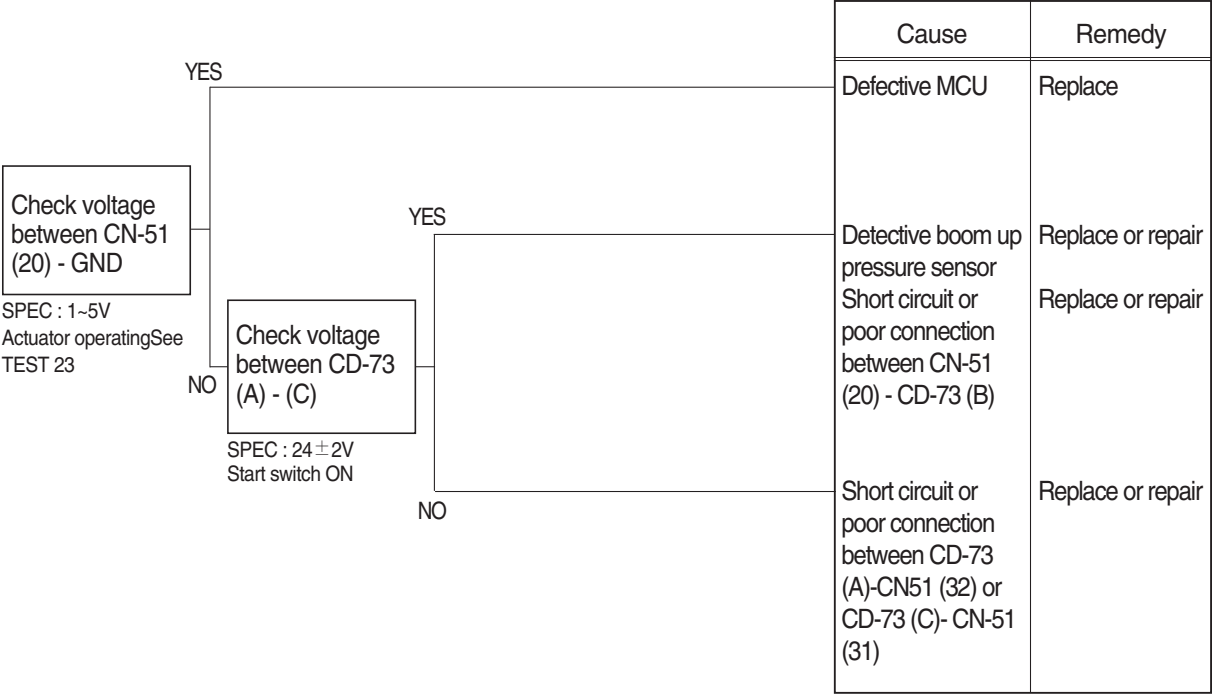 Cause
Remedy
YES
Defective MCU
Replace
Check voltage
between CN-51
(20) - GND
SPEC : 1~5V
Actuator operatingSee
TEST 23
NO
Check voltage
between CD-73
(A) - (C)
SPEC : 24±2V
Start switch ON
YES
Detective boom up
pressure sensor
Replace or repair
Short circuit or
poor connection
between CN-51
(20) - CD-73 (B)
Replace or repair
NO
Short circuit or
poor connection
between CD-73
(A)-CN51 (32) or
CD-73 (C)- CN-51
(31)
Replace or repair